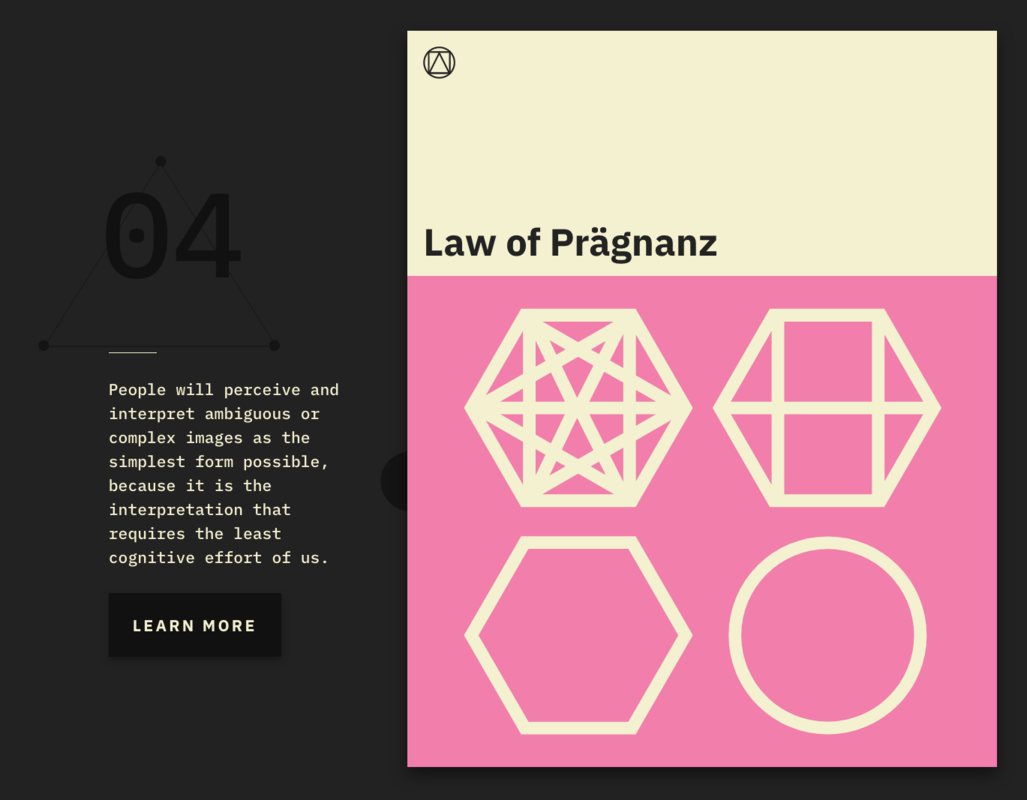 04
People will perceive and
interpret ambiguous or
complex images as the
simplest form possible,
because it is the
interpretation that
requires the least
cognitive effort of us.
LEARN MORE
Law of Prägnanz